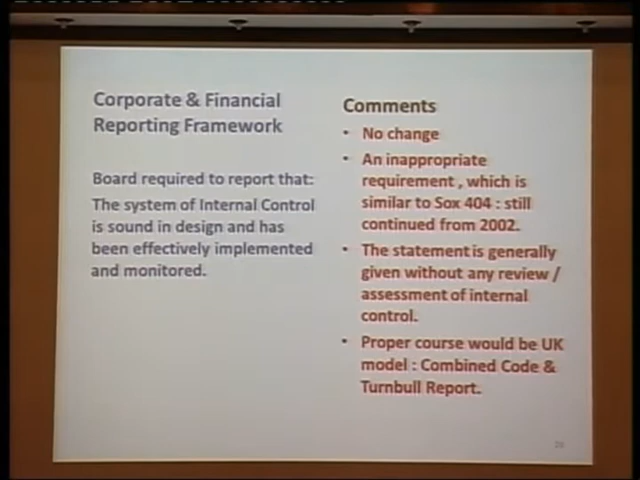 Corporate & Financial
Reporting Framework
Board required to report that:
The system of Internal Control
is sound in design and has
been effectively implemented
and monitored.
Comments
• No change
• An inappropriate
requirement , which is
similar to Sox 404 : still
continued from 2002.
• The statement is generally
given without any review /
assessment of internal
control.
• Proper course would be UK
model : Combined Code &
Turnbull Report.